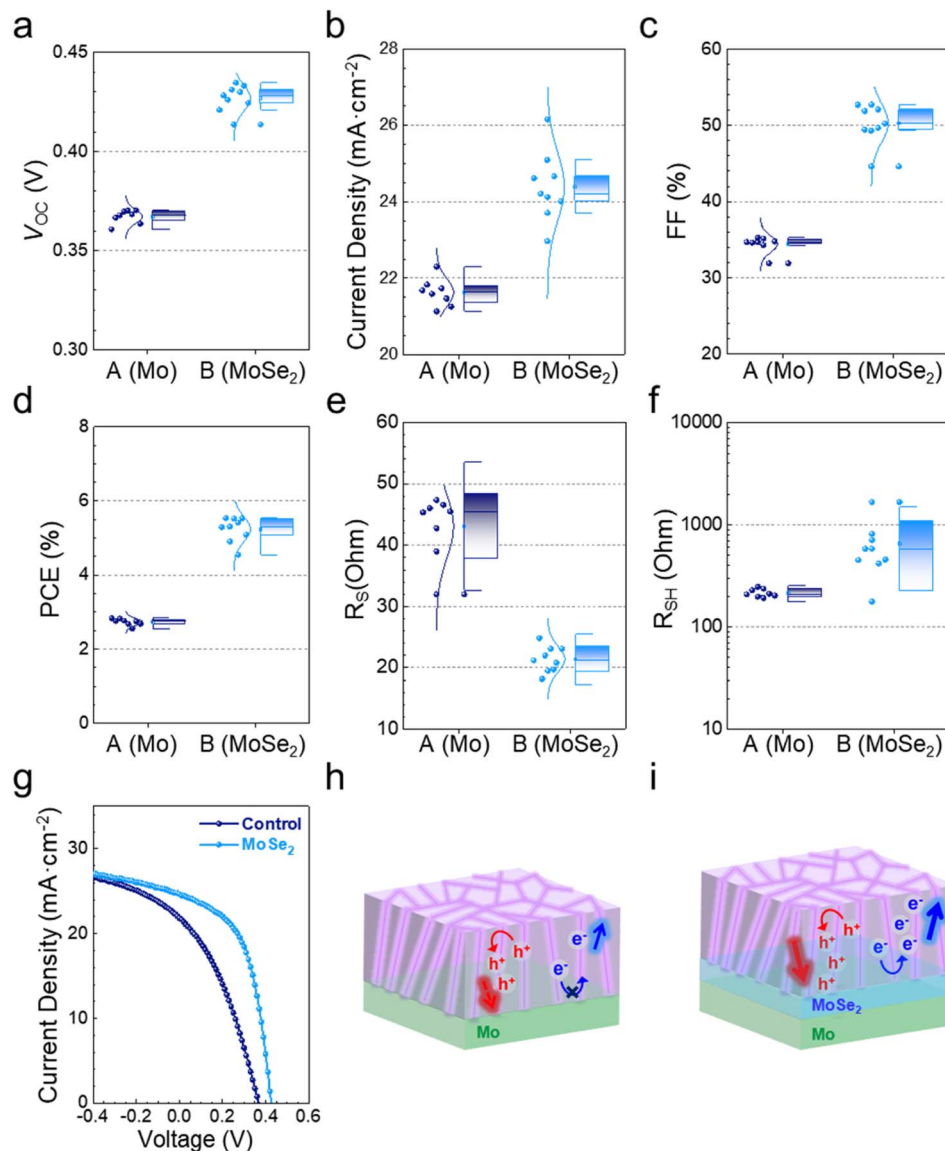 a
0.45
0.40
0.35
0.30
V_OC (V)
A (Mo) B (MoSe₂)
b
28
26
24
22
20
Current Density (mA·cm⁻²)
A (Mo) B (MoSe₂)
c
60
50
40
30
20
FF (%)
A (Mo) B (MoSe₂)
d
8
6
4
2
0
PCE (%)
A (Mo) B (MoSe₂)
e
60
50
40
30
20
10
R_S(Ohm)
A (Mo) B (MoSe₂)
f
10000
1000
100
10
R_SH (Ohm)
A (Mo) B (MoSe₂)
g
30
20
10
0
Current Density (mA·cm⁻²)
Control
MoSe₂
-0.4 -0.2 0.0 0.2 0.4 0.6
Voltage (V)
h
h⁺
h⁺
h⁺
e⁻
e⁻
Mo
i
h⁺
h⁺
h⁺
h⁺
e⁻
e⁻
e⁻
e⁻
e⁻
MoSe₂
Mo